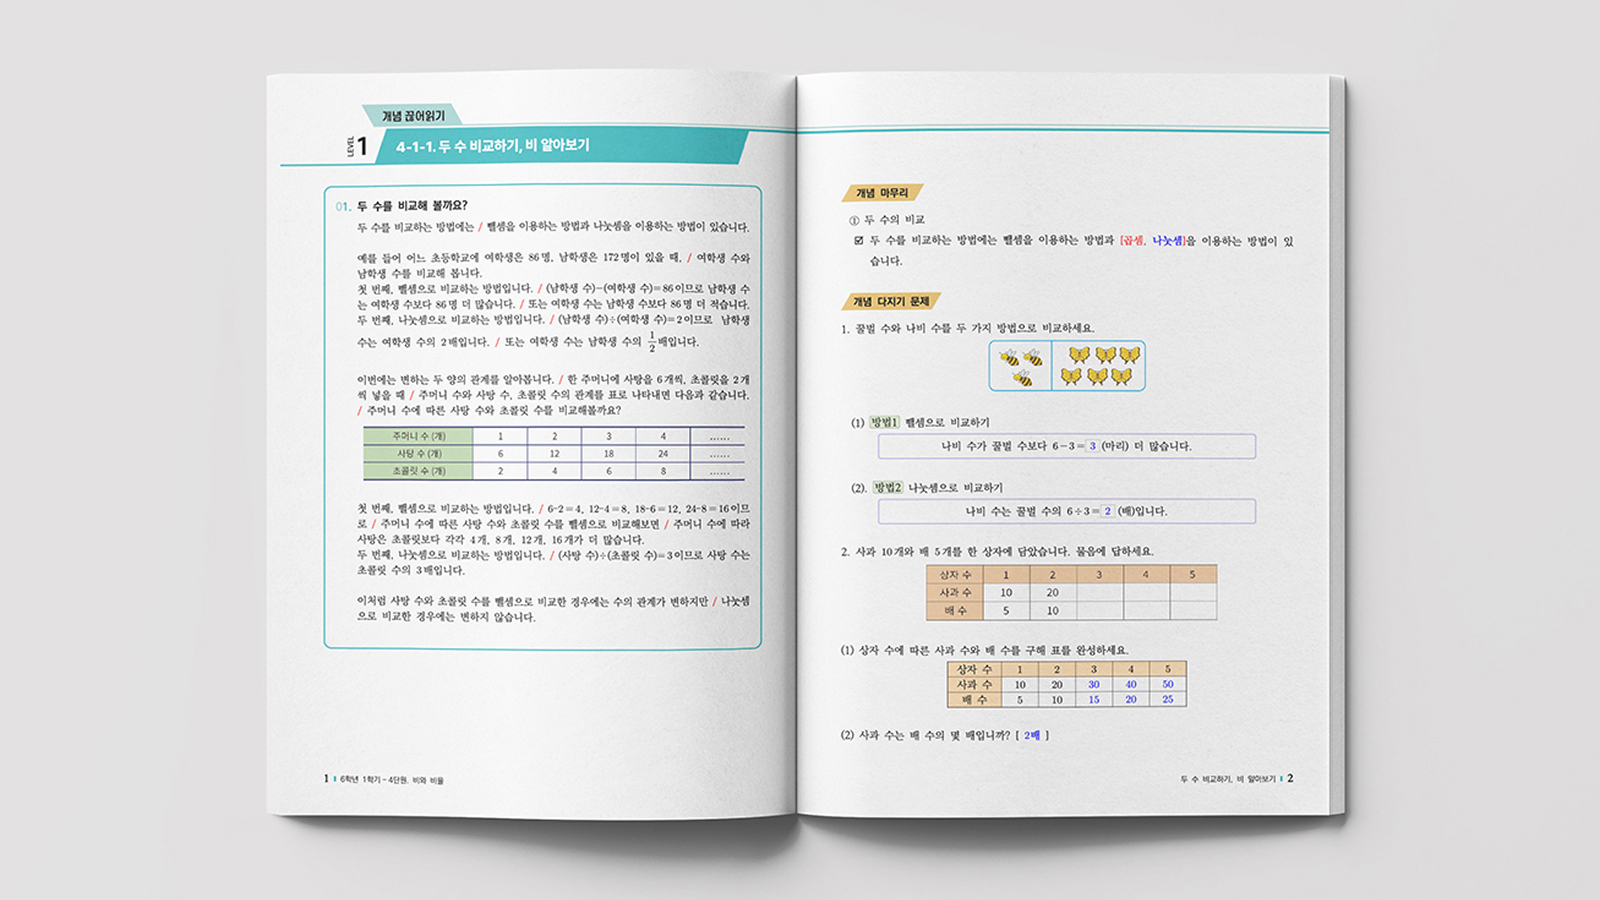 개념 끊어읽기
LEVEL 1
4-1-1. 두 수 비교하기, 비 알아보기
01. 두 수를 비교해 볼까요?
두 수를 비교하는 방법에는 / 뺄셈을 이용하는 방법과 나눗셈을 이용하는 방법이 있습니다.
예를 들어 어느 초등학교에 여학생은 86명, 남학생은 172명이 있을 때, / 여학생 수와
남학생 수를 비교해 봅니다.
첫 번째, 뺄셈으로 비교하는 방법입니다. / (남학생 수)-(여학생 수)=86이므로 남학생 수
는 여학생 수보다 86명 더 많습니다. / 또는 여학생 수는 남학생 수보다 86명 더 적습니다.
두 번째, 나눗셈으로 비교하는 방법입니다. / (남학생 수)÷(여학생 수)=2이므로 남학생
수는 여학생 수의 2배입니다. / 또는 여학생 수는 남학생 수의 1/2배입니다.
이번에는 변하는 두 양의 관계를 알아봅니다. / 한 주머니에 사탕을 6개씩, 초콜릿을 2개
씩 넣을 때 / 주머니 수와 사탕 수, 초콜릿 수의 관계를 표로 나타내면 다음과 같습니다.
/ 주머니 수에 따른 사탕 수와 초콜릿 수를 비교해볼까요?
주머니 수 (개) 1 2 3 4 ……
사탕 수 (개) 6 12 18 24 ……
초콜릿 수 (개) 2 4 6 8 ……
첫 번째, 뺄셈으로 비교하는 방법입니다. / 6-2=4, 12-4=8, 18-6=12, 24-8=16이므
로 / 주머니 수에 따른 사탕 수와 초콜릿 수를 뺄셈으로 비교해보면 / 주머니 수에 따라
사탕은 초콜릿보다 각각 4개, 8개, 12개, 16개가 더 많습니다.
두 번째, 나눗셈으로 비교하는 방법입니다. / (사탕 수)÷(초콜릿 수)=3이므로 사탕 수는
초콜릿 수의 3배입니다.
이처럼 사탕 수와 초콜릿 수를 뺄셈으로 비교한 경우에는 수의 관계가 변하지만 / 나눗셈
으로 비교한 경우에는 변하지 않습니다.
1 6학년 1학기 - 4단원. 비와 비율
개념 마무리
① 두 수의 비교
☑ 두 수를 비교하는 방법에는 뺄셈을 이용하는 방법과 [곱셈, 나눗셈]을 이용하는 방법이 있
습니다.
개념 다지기 문제
1. 꿀벌 수와 나비 수를 두 가지 방법으로 비교하세요.
(1) 방법1 뺄셈으로 비교하기
나비 수가 꿀벌 수보다 6-3=3 (마리) 더 많습니다.
(2). 방법2 나눗셈으로 비교하기
나비 수는 꿀벌 수의 6÷3=2 (배)입니다.
2. 사과 10개와 배 5개를 한 상자에 담았습니다. 물음에 답하세요.
상자 수 1 2 3 4 5
사과 수 10 20
배 수 5 10
(1) 상자 수에 따른 사과 수와 배 수를 구해 표를 완성하세요.
상자 수 1 2 3 4 5
사과 수 10 20 30 40 50
배 수 5 10 15 20 25
(2) 사과 수는 배 수의 몇 배입니까? [ 2배 ]
두 수 비교하기, 비 알아보기 2